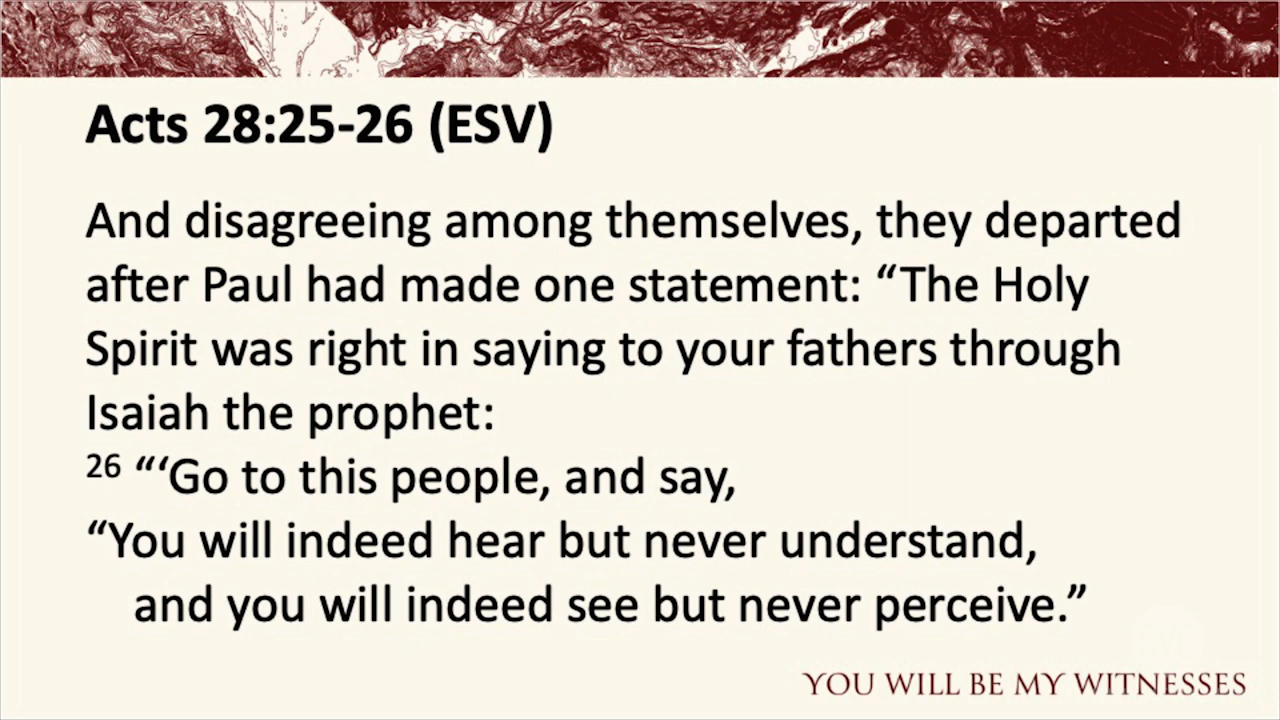 Acts 28:25-26 (ESV)
And disagreeing among themselves, they departed
after Paul had made one statement: “The Holy
Spirit was right in saying to your fathers through
Isaiah the prophet:
26 “‘Go to this people, and say,
“You will indeed hear but never understand,
and you will indeed see but never perceive.”
YOU WILL BE MY WITNESSES